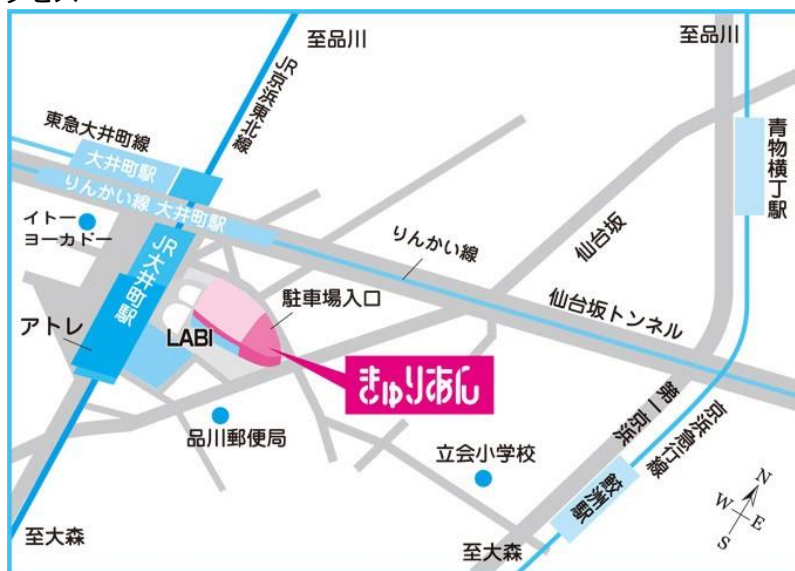 至品川
至品川
JR京浜東北線
東急大井町線
大井町駅
りんかい線 大井町駅
青物横丁駅
イトー
ヨーカドー
JR大井町駅
りんかい線
仙台坂
仙台坂トンネル
駐車場入口
アトレ
LABI
きゅりあん
第一京浜
京浜急行線
品川郵便局
立会小学校
鮫洲駅
N
W
E
S
至大森
至大森